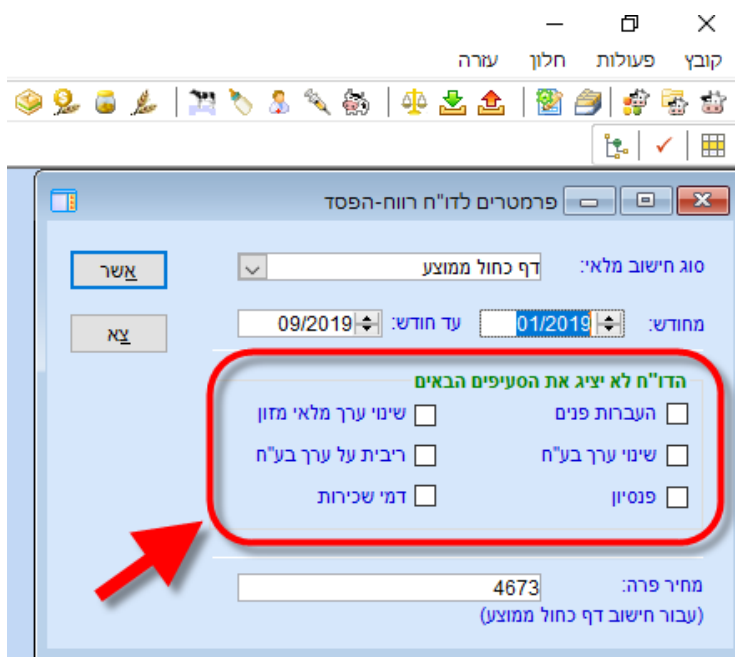 קובץ פעולות חלון עזרה
פרמטרים לדו"ח רווח-הפסד
סוג חישוב מלאי: דף כחול ממוצע אשר
מחודש: 01/2019 עד חודש: 09/2019 צא
הדו"ח לא יציג את הסעיפים הבאים
העברות פנים שינוי ערך מלאי מזון
שינוי ערך בע"ח ריבית על ערך בע"ח
פנסיון דמי שכירות
מחיר פרה: 4673
(עבור חישוב דף כחול ממוצע)